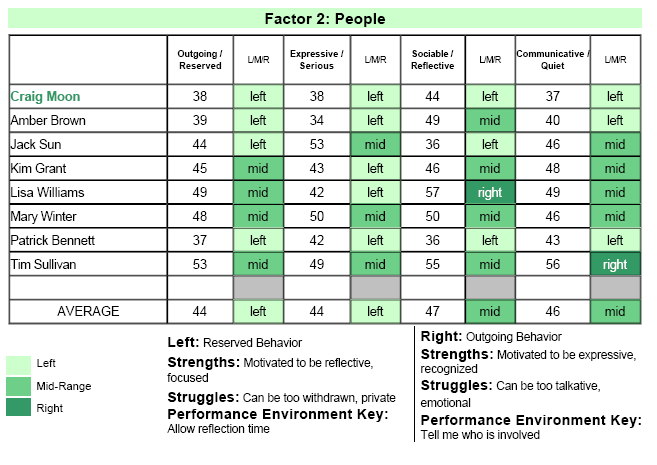 Factor 2: People
Outgoing / Reserved L/M/R Expressive / Serious L/M/R Sociable / Reflective L/M/R Communicative / Quiet L/M/R
Craig Moon 38 left 38 left 44 left 37 left
Amber Brown 39 left 34 left 49 mid 40 left
Jack Sun 44 left 53 mid 36 left 46 mid
Kim Grant 45 mid 43 left 46 mid 48 mid
Lisa Williams 49 mid 42 left 57 right 49 mid
Mary Winter 48 mid 50 mid 50 mid 46 mid
Patrick Bennett 37 left 42 left 36 left 43 left
Tim Sullivan 53 mid 49 mid 55 mid 56 right
AVERAGE 44 left 44 left 47 mid 46 mid
Left
Mid-Range
Right
Left: Reserved Behavior
Strengths: Motivated to be reflective,
focused
Struggles: Can be too withdrawn, private
Performance Environment Key:
Allow reflection time
Right: Outgoing Behavior
Strengths: Motivated to be expressive,
recognized
Struggles: Can be too talkative,
emotional
Performance Environment Key:
Tell me who is involved